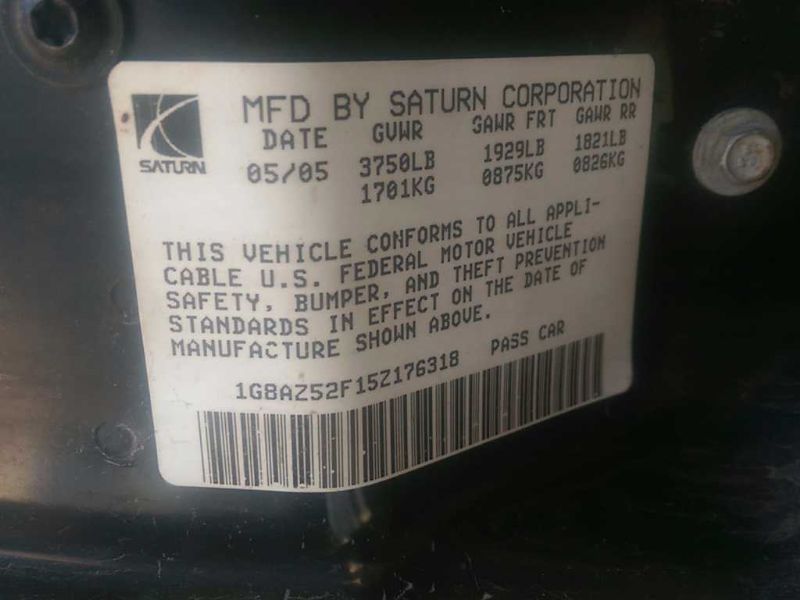 SATURN
MFD BY SATURN CORPORATION
DATE GVWR GAWR FRT GAWR RR
05/05 3750LB 1929LB 1821LB
1701KG 0875KG 0826KG
THIS VEHICLE CONFORMS TO ALL APPLI-
CABLE U.S. FEDERAL MOTOR VEHICLE
SAFETY, BUMPER, AND THEFT PREVENTION
STANDARDS IN EFFECT ON THE DATE OF
MANUFACTURE SHOWN ABOVE.
1G8AZ52F15Z176318 PASS CAR